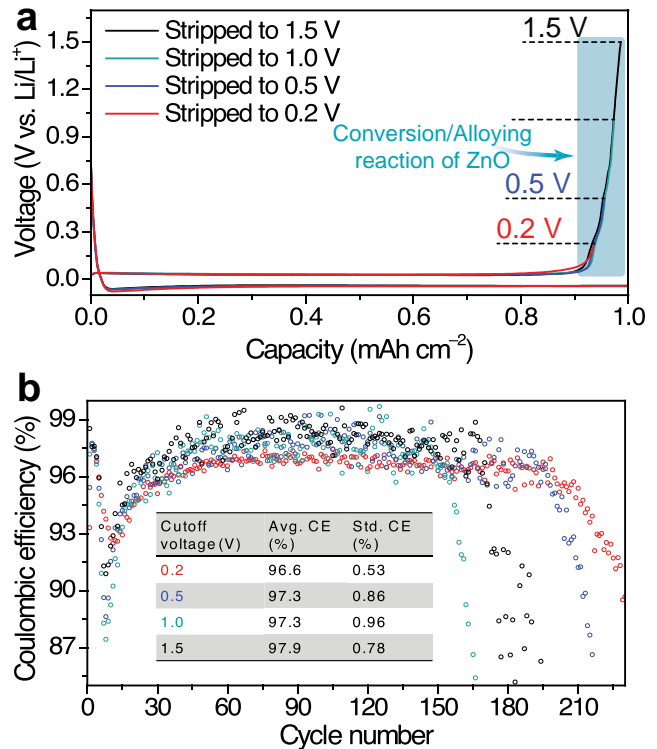 a
Stripped to 1.5 V
Stripped to 1.0 V
Stripped to 0.5 V
Stripped to 0.2 V
1.5 V
Conversion/Alloying
reaction of ZnO
0.5 V
0.2 V
Voltage (V vs. Li/Li⁺)
1.5
1.2
0.9
0.6
0.3
0.0
0.0 0.2 0.4 0.6 0.8 1.0
Capacity (mAh cm⁻²)
b
Coulombic efficiency (%)
99
96
93
90
87
Cutoff voltage (V) Avg. CE (%) Std. CE (%)
0.2 96.6 0.53
0.5 97.3 0.86
1.0 97.3 0.96
1.5 97.9 0.78
0 30 60 90 120 150 180 210
Cycle number